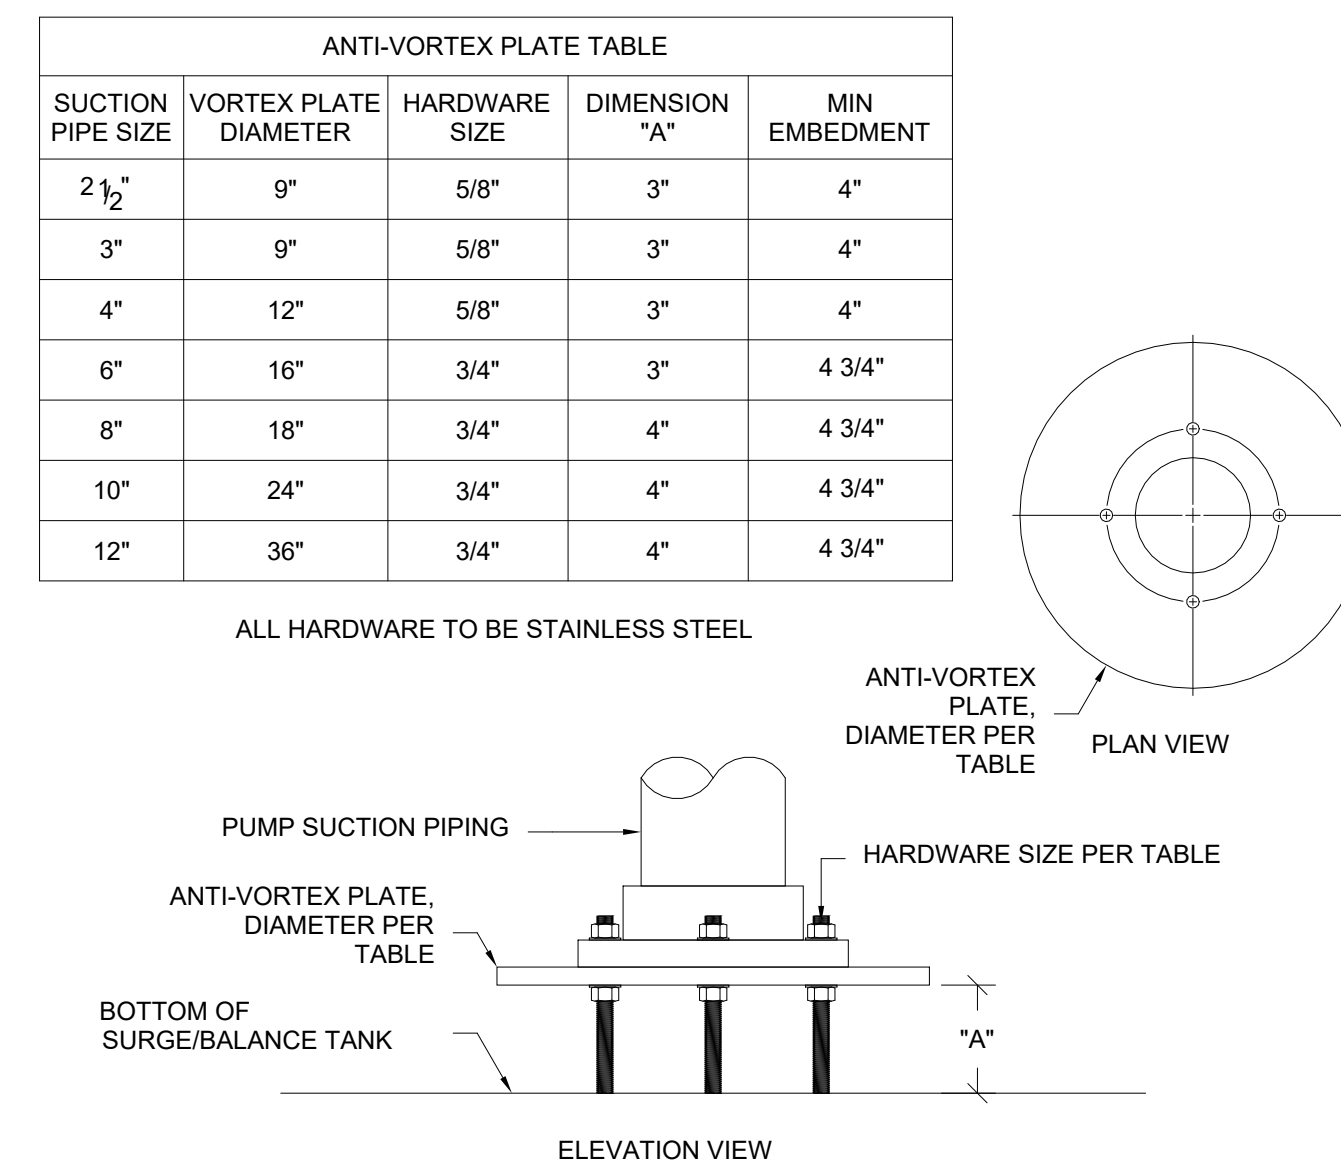 ANTI-VORTEX PLATE TABLE
SUCTION PIPE SIZE VORTEX PLATE DIAMETER HARDWARE SIZE DIMENSION "A" MIN EMBEDMENT
2 1/2" 9" 5/8" 3" 4"
3" 9" 5/8" 3" 4"
4" 12" 5/8" 3" 4"
6" 16" 3/4" 3" 4 3/4"
8" 18" 3/4" 4" 4 3/4"
10" 24" 3/4" 4" 4 3/4"
12" 36" 3/4" 4" 4 3/4"
ALL HARDWARE TO BE STAINLESS STEEL
ANTI-VORTEX
PLATE,
DIAMETER PER
TABLE
PLAN VIEW
PUMP SUCTION PIPING
HARDWARE SIZE PER TABLE
ANTI-VORTEX PLATE,
DIAMETER PER
TABLE
BOTTOM OF
SURGE/BALANCE TANK
"A"
ELEVATION VIEW